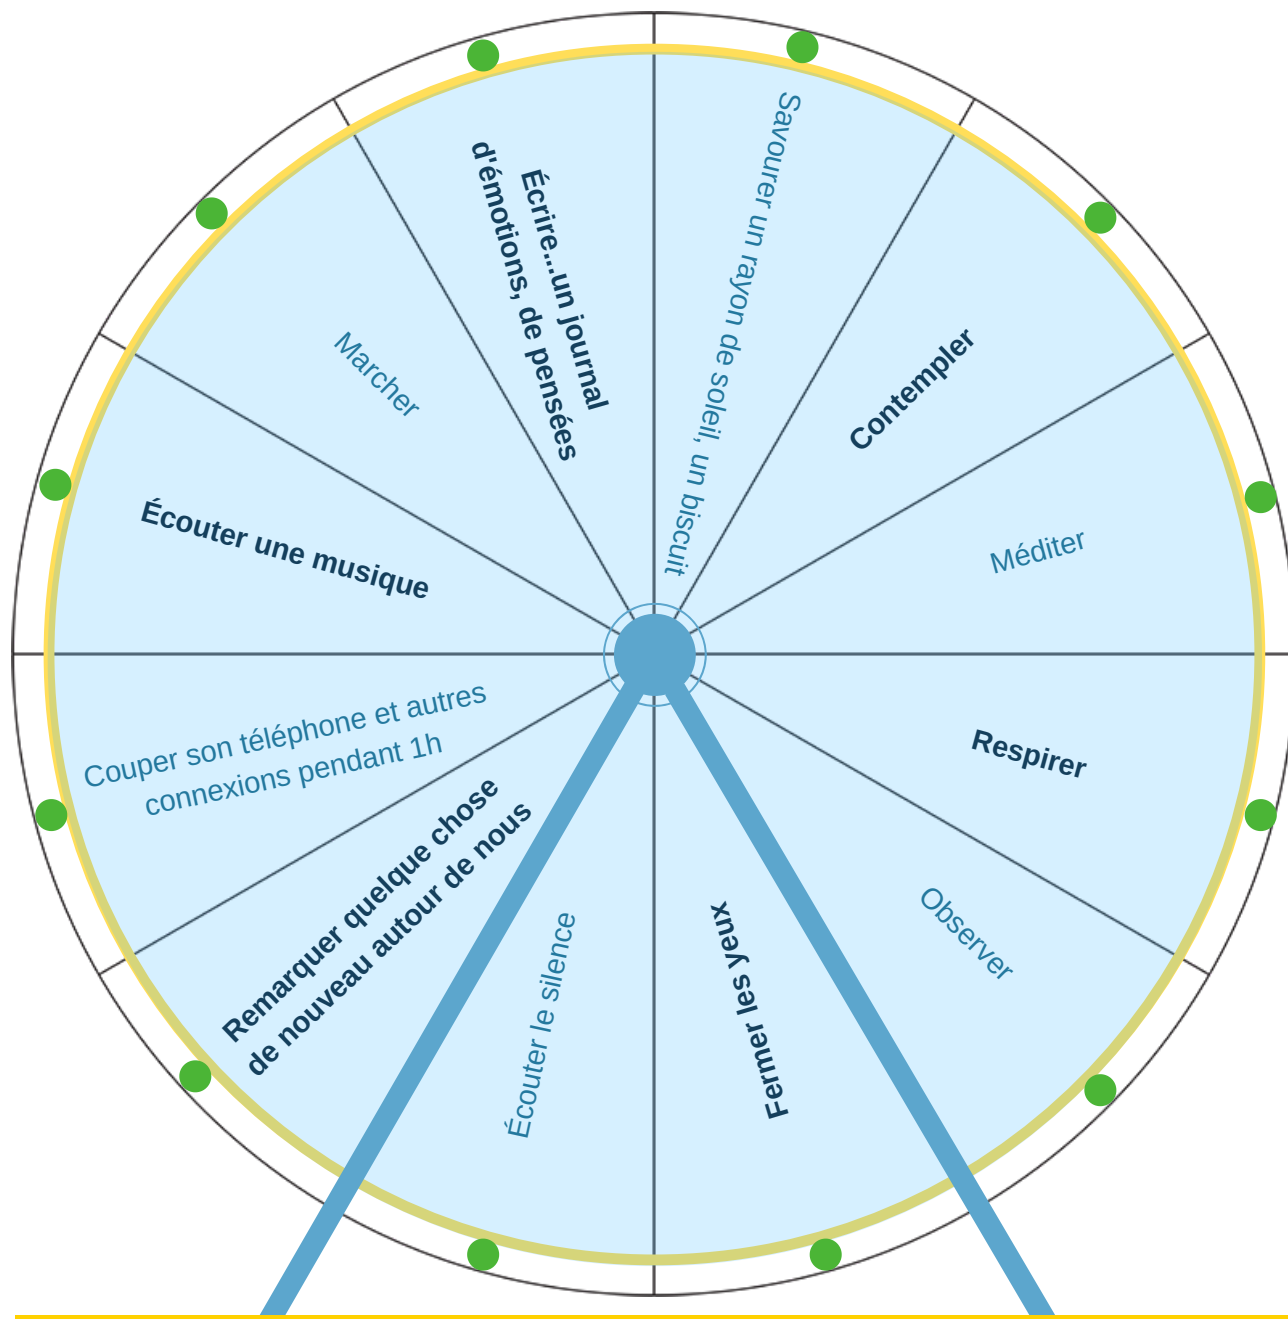 Savourer un rayon de soleil, un biscuit
Contempler
Méditer
Respirer
Observer
Fermer les yeux
Écouter le silence
Remarquer quelque chose
de nouveau autour de nous
Couper son téléphone et autres
connexions pendant 1h
Écouter une musique
Marcher
Écrire...un journal
d'émotions, de pensées